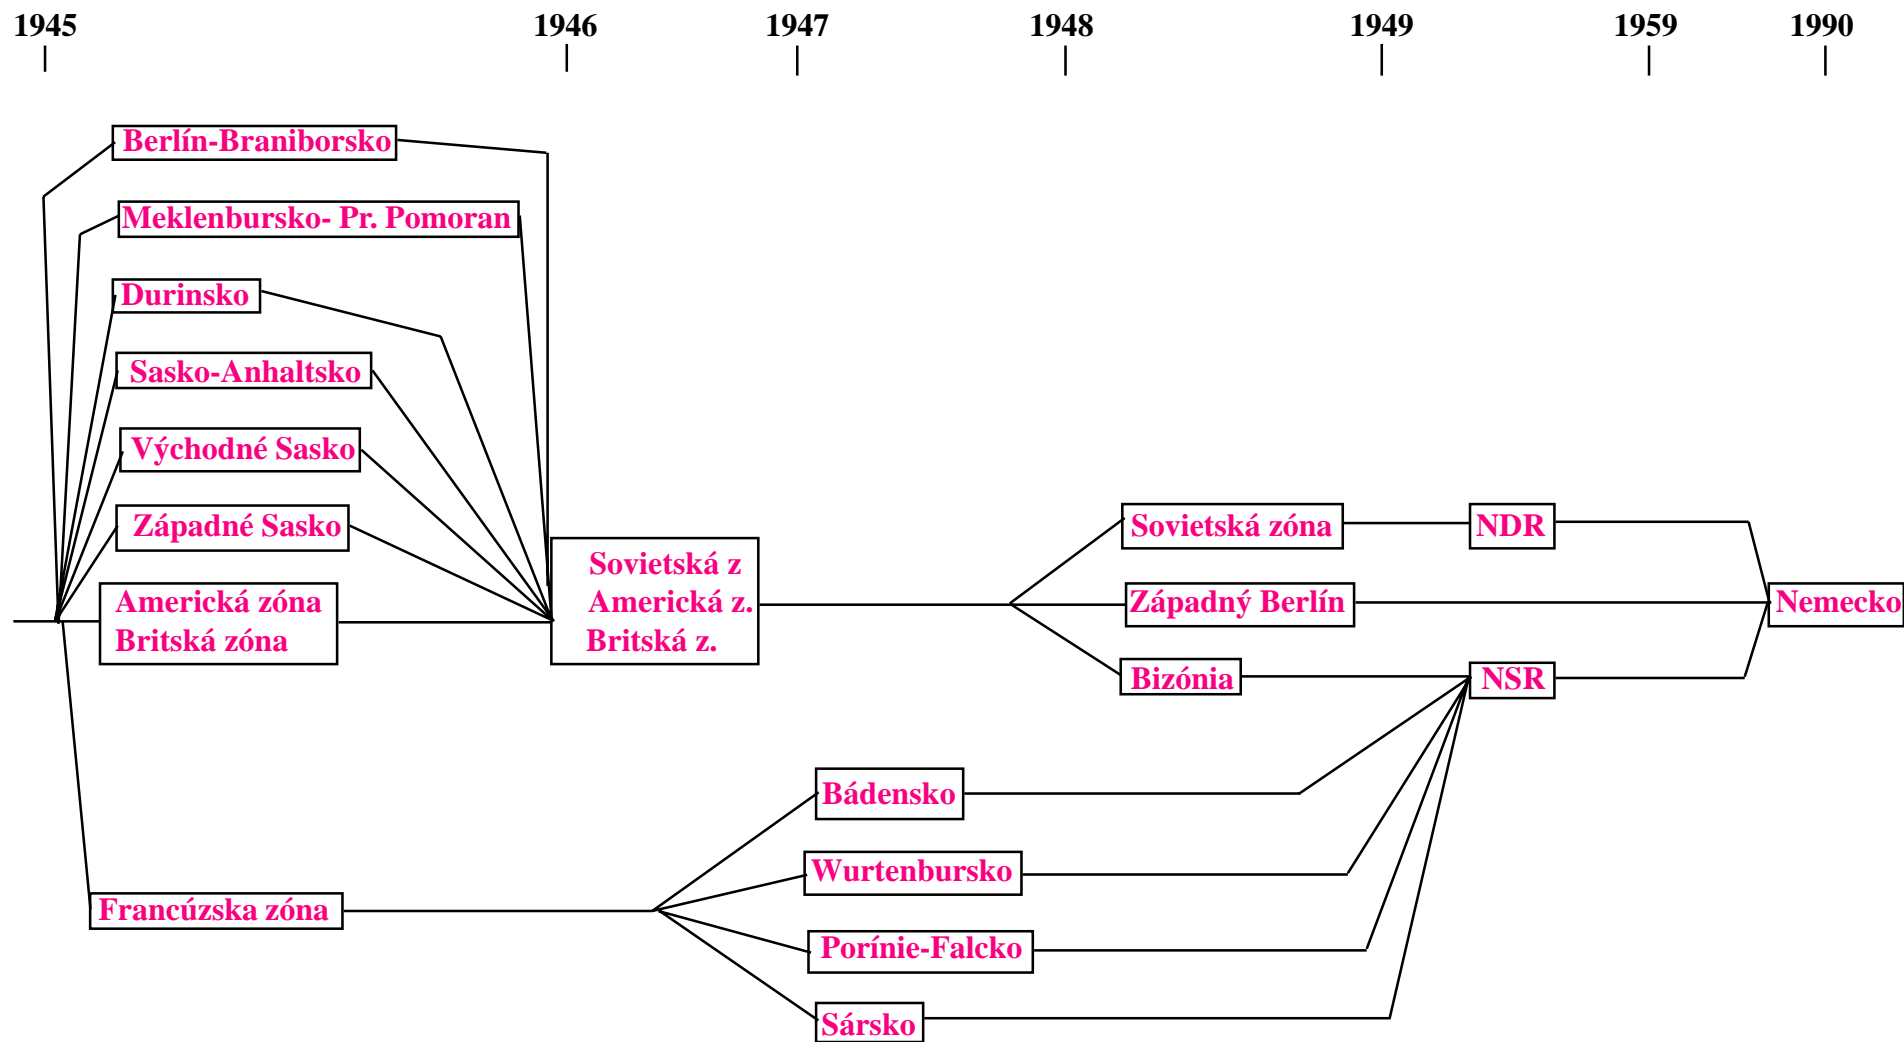 1945 1946 1947 1948 1949 1959 1990
Berlín-Braniborsko
Meklenbursko- Pr. Pomoran
Durinsko
Sasko-Anhaltsko
Východné Sasko
Západné Sasko
Americká zóna
Britská zóna
Francúzska zóna
Sovietská z
Americká z.
Britská z.
Bádensko
Wurtenbursko
Porínie-Falcko
Sársko
Sovietská zóna
Západný Berlín
Bizónia
NDR
NSR
Nemecko